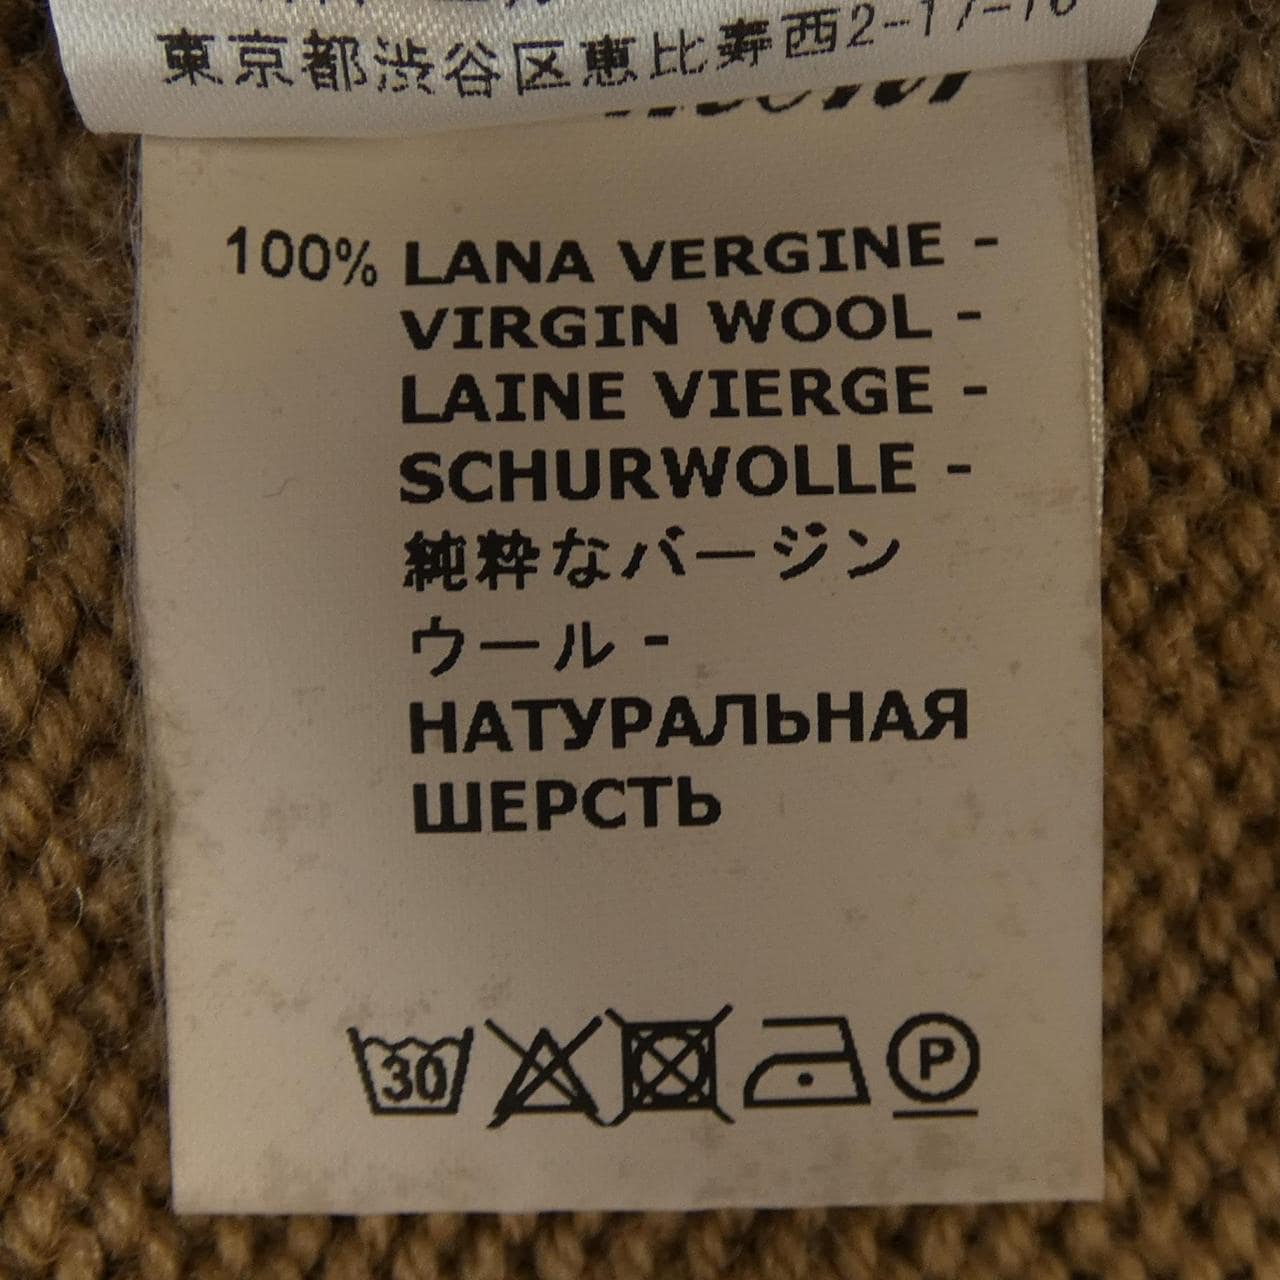 東京都渋谷区恵比寿西2-17-16
100% LANA VERGINE -
VIRGIN WOOL -
LAINE VIERGE -
SCHURWOLLE -
純粋なバージン
ウール -
НАТУРАЛЬНАЯ
ШЕРСТЬ
30
P